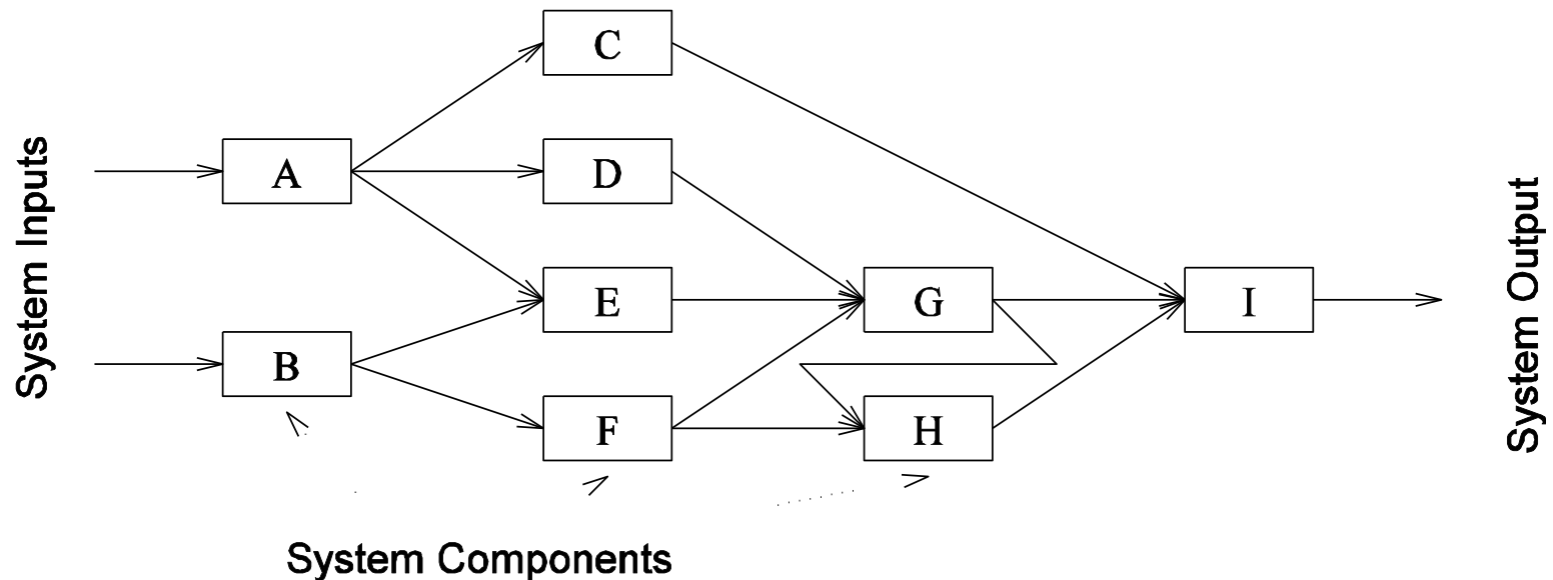 System Inputs
A
B
C
D
E
F
G
H
I
System Output
System Components